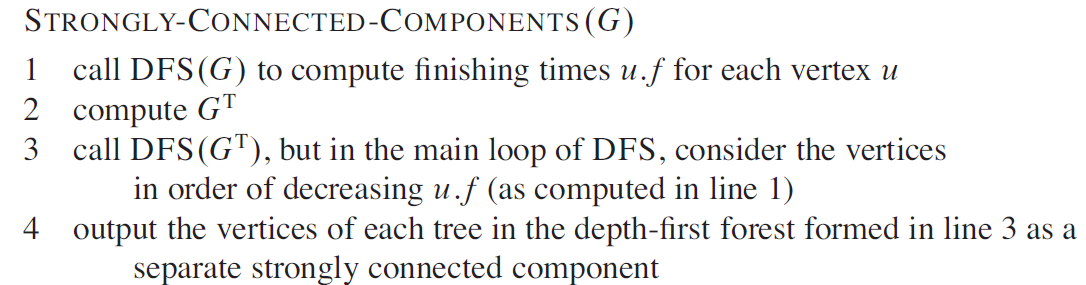 STRONGLY-CONNECTED-COMPONENTS(G)
1 call DFS(G) to compute finishing times u.f for each vertex u
2 compute Gᵀ
3 call DFS(Gᵀ), but in the main loop of DFS, consider the vertices
in order of decreasing u.f (as computed in line 1)
4 output the vertices of each tree in the depth-first forest formed in line 3 as a
separate strongly connected component